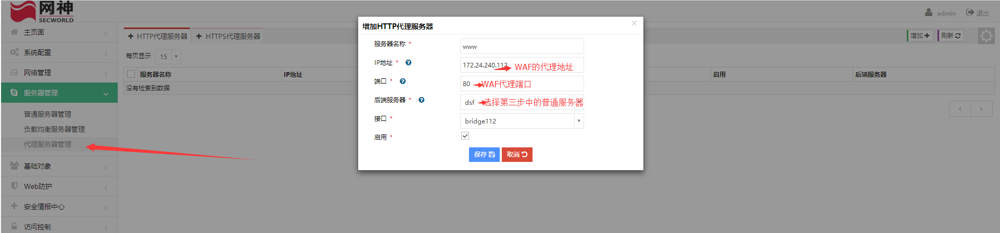 网神
SECWORLD
admin 退出
主页面
系统配置
网络管理
服务器管理
普通服务器管理
负载均衡服务器管理
代理服务器管理
基础对象
Web防护
安全情报中心
访问控制
HTTP代理服务器 HTTPS代理服务器
增加 刷新
每页显示 15
服务器名称 IP地址 启用 后端服务器
没有检索到数据
增加HTTP代理服务器 ×
服务器名称 * www
IP地址 * 172.24.240.112 WAF的代理地址
端口 * 80 WAF代理端口
后端服务器 * dsf 选择第三步中的普通服务器
接口 * bridge112
启用 *
保存 取消